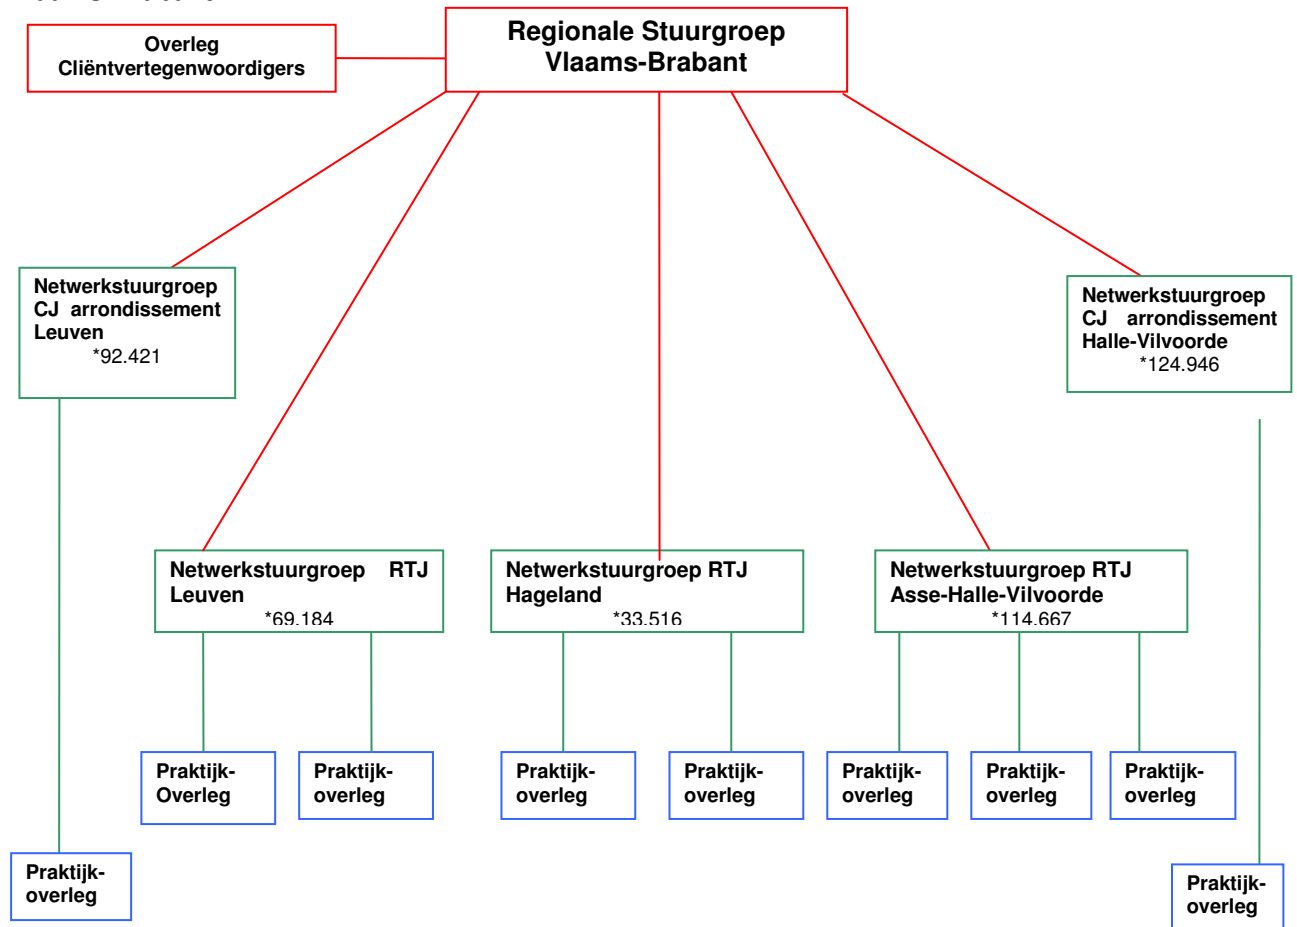 Overleg
Cliëntvertegenwoordigers
Regionale Stuurgroep
Vlaams-Brabant
Netwerkstuurgroep
CJ arrondissement
Leuven
*92.421
Netwerkstuurgroep
CJ arrondissement
Halle-Vilvoorde
*124.946
Netwerkstuurgroep RTJ
Leuven
*69.184
Netwerkstuurgroep RTJ
Hageland
*33.516
Netwerkstuurgroep RTJ
Asse-Halle-Vilvoorde
*114.667
Praktijk-
Overleg
Praktijk-
overleg
Praktijk-
overleg
Praktijk-
overleg
Praktijk-
overleg
Praktijk-
overleg
Praktijk-
overleg
Praktijk-
overleg
Praktijk-
overleg